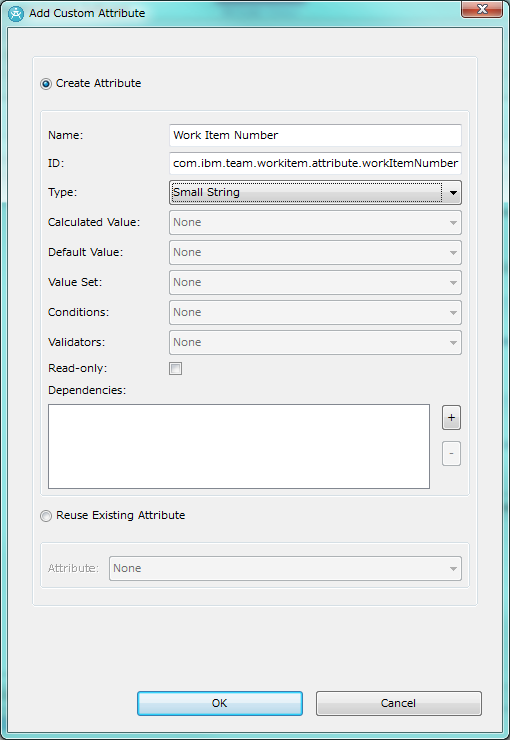 Add Custom Attribute
Create Attribute
Name: Work Item Number
ID: com.ibm.team.workitem.attribute.workItemNumber
Type: Small String
Calculated Value: None
Default Value: None
Value Set: None
Conditions: None
Validators: None
Read-only:
Dependencies:
+
-
Reuse Existing Attribute
Attribute: None
OK Cancel